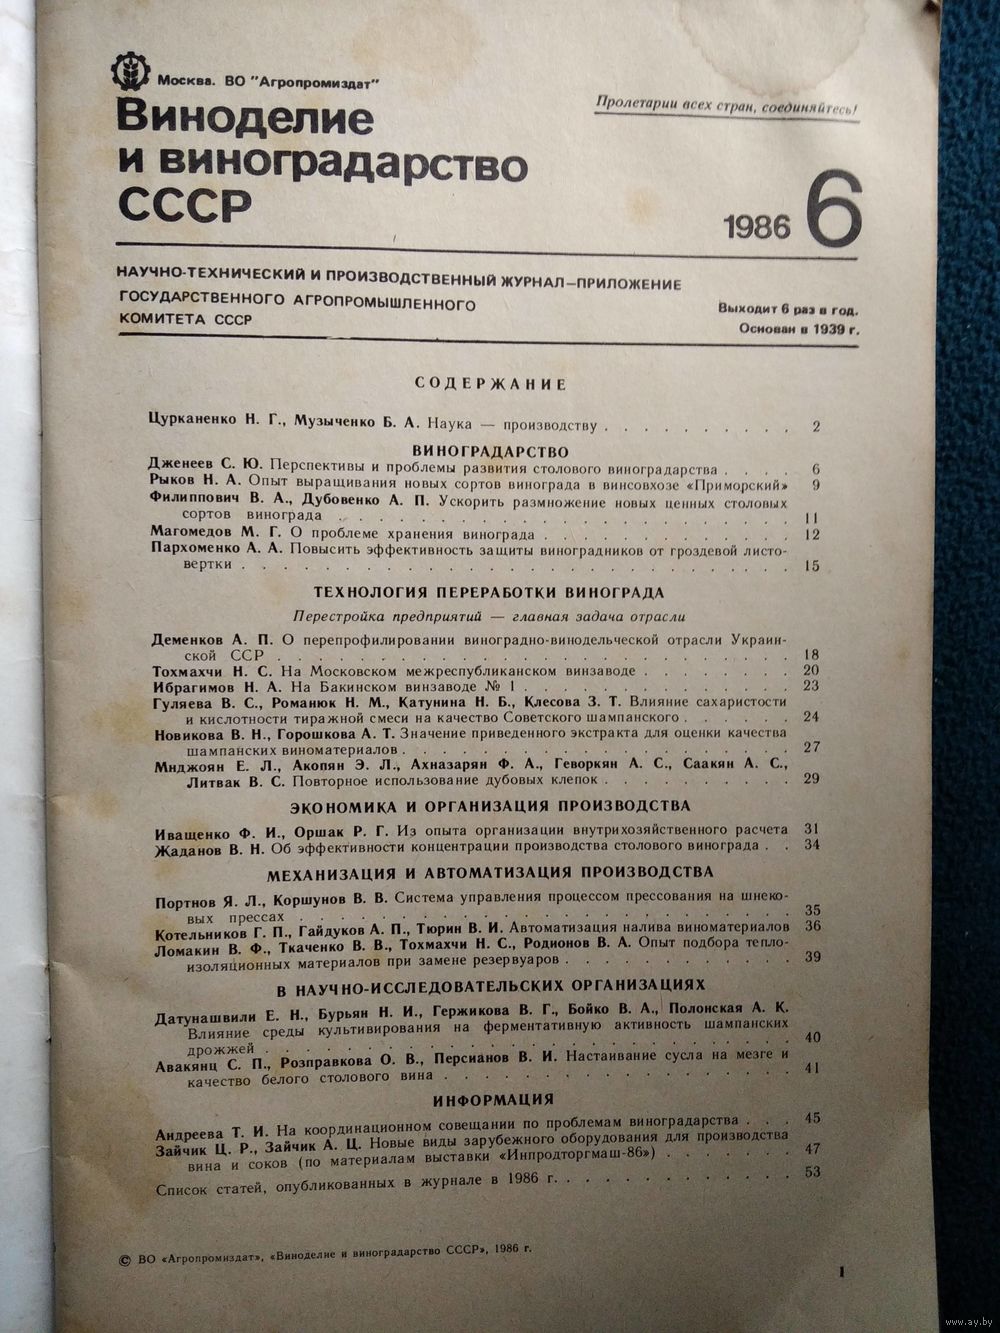 Москва. ВО "Агропромиздат"
Пролетарии всех стран, соединяйтесь!
Виноделие
и виноградарство
СССР
1986 6
НАУЧНО-ТЕХНИЧЕСКИЙ И ПРОИЗВОДСТВЕННЫЙ ЖУРНАЛ–ПРИЛОЖЕНИЕ
ГОСУДАРСТВЕННОГО АГРОПРОМЫШЛЕННОГО
КОМИТЕТА СССР
Выходит 6 раз в год.
Основан в 1939 г.
СОДЕРЖАНИЕ
Цурканенко Н. Г., Музыченко Б. А. Наука — производству . . . . . . . . . . 2
ВИНОГРАДАРСТВО
Дженеев С. Ю. Перспективы и проблемы развития столового виноградарства . . . . 6
Рыков Н. А. Опыт выращивания новых сортов винограда в винсовхозе «Приморский» 9
Филиппович В. А., Дубовенко А. П. Ускорить размножение новых ценных столовых
сортов винограда . . . . . . . . . . . . . . . . . . . . . 11
Магомедов М. Г. О проблеме хранения винограда . . . . . . . . . . . . 12
Пархоменко А. А. Повысить эффективность защиты виноградников от гроздевой листо-
вертки . . . . . . . . . . . . . . . . . . . . . . . . . . . 15
ТЕХНОЛОГИЯ ПЕРЕРАБОТКИ ВИНОГРАДА
Перестройка предприятий — главная задача отрасли
Деменков А. П. О перепрофилировании виноградно-винодельческой отрасли Украин-
ской ССР . . . . . . . . . . . . . . . . . . . . . . . . . 18
Тохмахчи Н. С. На Московском межреспубликанском винзаводе . . . . . . . . 20
Ибрагимов Н. А. На Бакинском винзаводе № 1 . . . . . . . . . . . . . 23
Гуляева В. С., Романюк Н. М., Катунина Н. Б., Клесова З. Т. Влияние сахаристости
и кислотности тиражной смеси на качество Советского шампанского . . . . . . 24
Новикова В. Н., Горошкова А. Т. Значение приведенного экстракта для оценки качества
шампанских виноматериалов . . . . . . . . . . . . . . . . . . . 27
Мнджоян Е. Л., Акопян Э. Л., Ахназарян Ф. А., Геворкян А. С., Саакян А. С.,
Литвак В. С. Повторное использование дубовых клепок . . . . . . . . . . 29
ЭКОНОМИКА И ОРГАНИЗАЦИЯ ПРОИЗВОДСТВА
Иващенко Ф. И., Оршак Р. Г. Из опыта организации внутрихозяйственного расчета 31
Жаданов В. Н. Об эффективности концентрации производства столового винограда . . 34
МЕХАНИЗАЦИЯ И АВТОМАТИЗАЦИЯ ПРОИЗВОДСТВА
Портнов Я. Л., Коршунов В. В. Система управления процессом прессования на шнеко-
вых прессах . . . . . . . . . . . . . . . . . . . . . . . . 35
Котельников Г. П., Гайдуков А. П., Тюрин В. И. Автоматизация налива виноматериалов 36
Ломакин В. Ф., Ткаченко В. В., Тохмахчи Н. С., Родионов В. А. Опыт подбора тепло-
изоляционных материалов при замене резервуаров . . . . . . . . . . . . 39
В НАУЧНО-ИССЛЕДОВАТЕЛЬСКИХ ОРГАНИЗАЦИЯХ
Датунашвили Е. Н., Бурьян Н. И., Гержикова В. Г., Бойко В. А., Полонская А. К.
Влияние среды культивирования на ферментативную активность шампанских
дрожжей . . . . . . . . . . . . . . . . . . . . . . . . . . 40
Авакянц С. П., Розправкова О. В., Персианов В. И. Настаивание сусла на мезге и
качество белого столового вина . . . . . . . . . . . . . . . . . . 41
ИНФОРМАЦИЯ
Андреева Т. И. На координационном совещании по проблемам виноградарства . . . 45
Зайчик Ц. Р., Зайчик А. Ц. Новые виды зарубежного оборудования для производства
вина и соков (по материалам выставки «Инпродторгмаш-86») . . . . . . . 47
Список статей, опубликованных в журнале в 1986 г. . . . . . . . . . . . . 53
© ВО «Агропромиздат», «Виноделие и виноградарство СССР», 1986 г.
1
www.ay.by